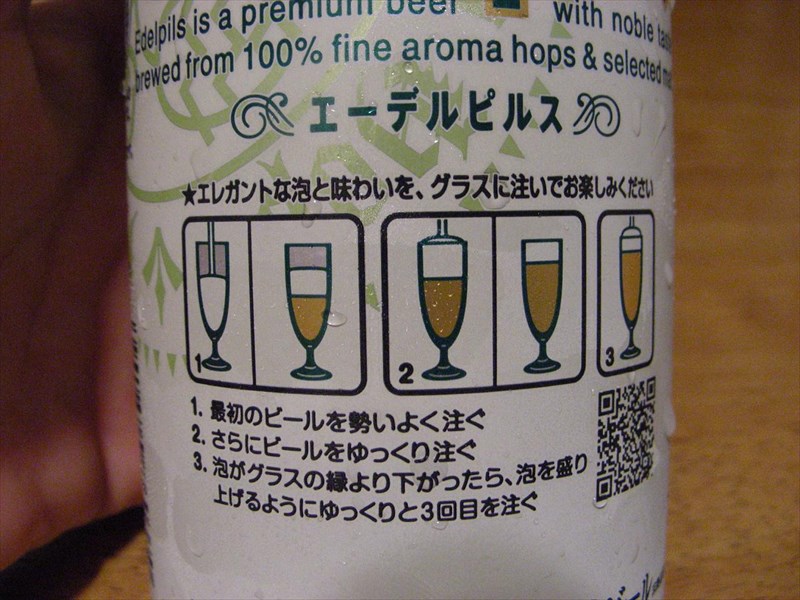 Edelpils is a premium beer with noble
brewed from 100% fine aroma hops & selected
エーデルピルス
★エレガントな泡と味わいを、グラスに注いでお楽しみください
1 2 3
1. 最初のビールを勢いよく注ぐ
2. さらにビールをゆっくり注ぐ
3. 泡がグラスの縁より下がったら、泡を盛り
上げるようにゆっくりと3回目を注ぐ